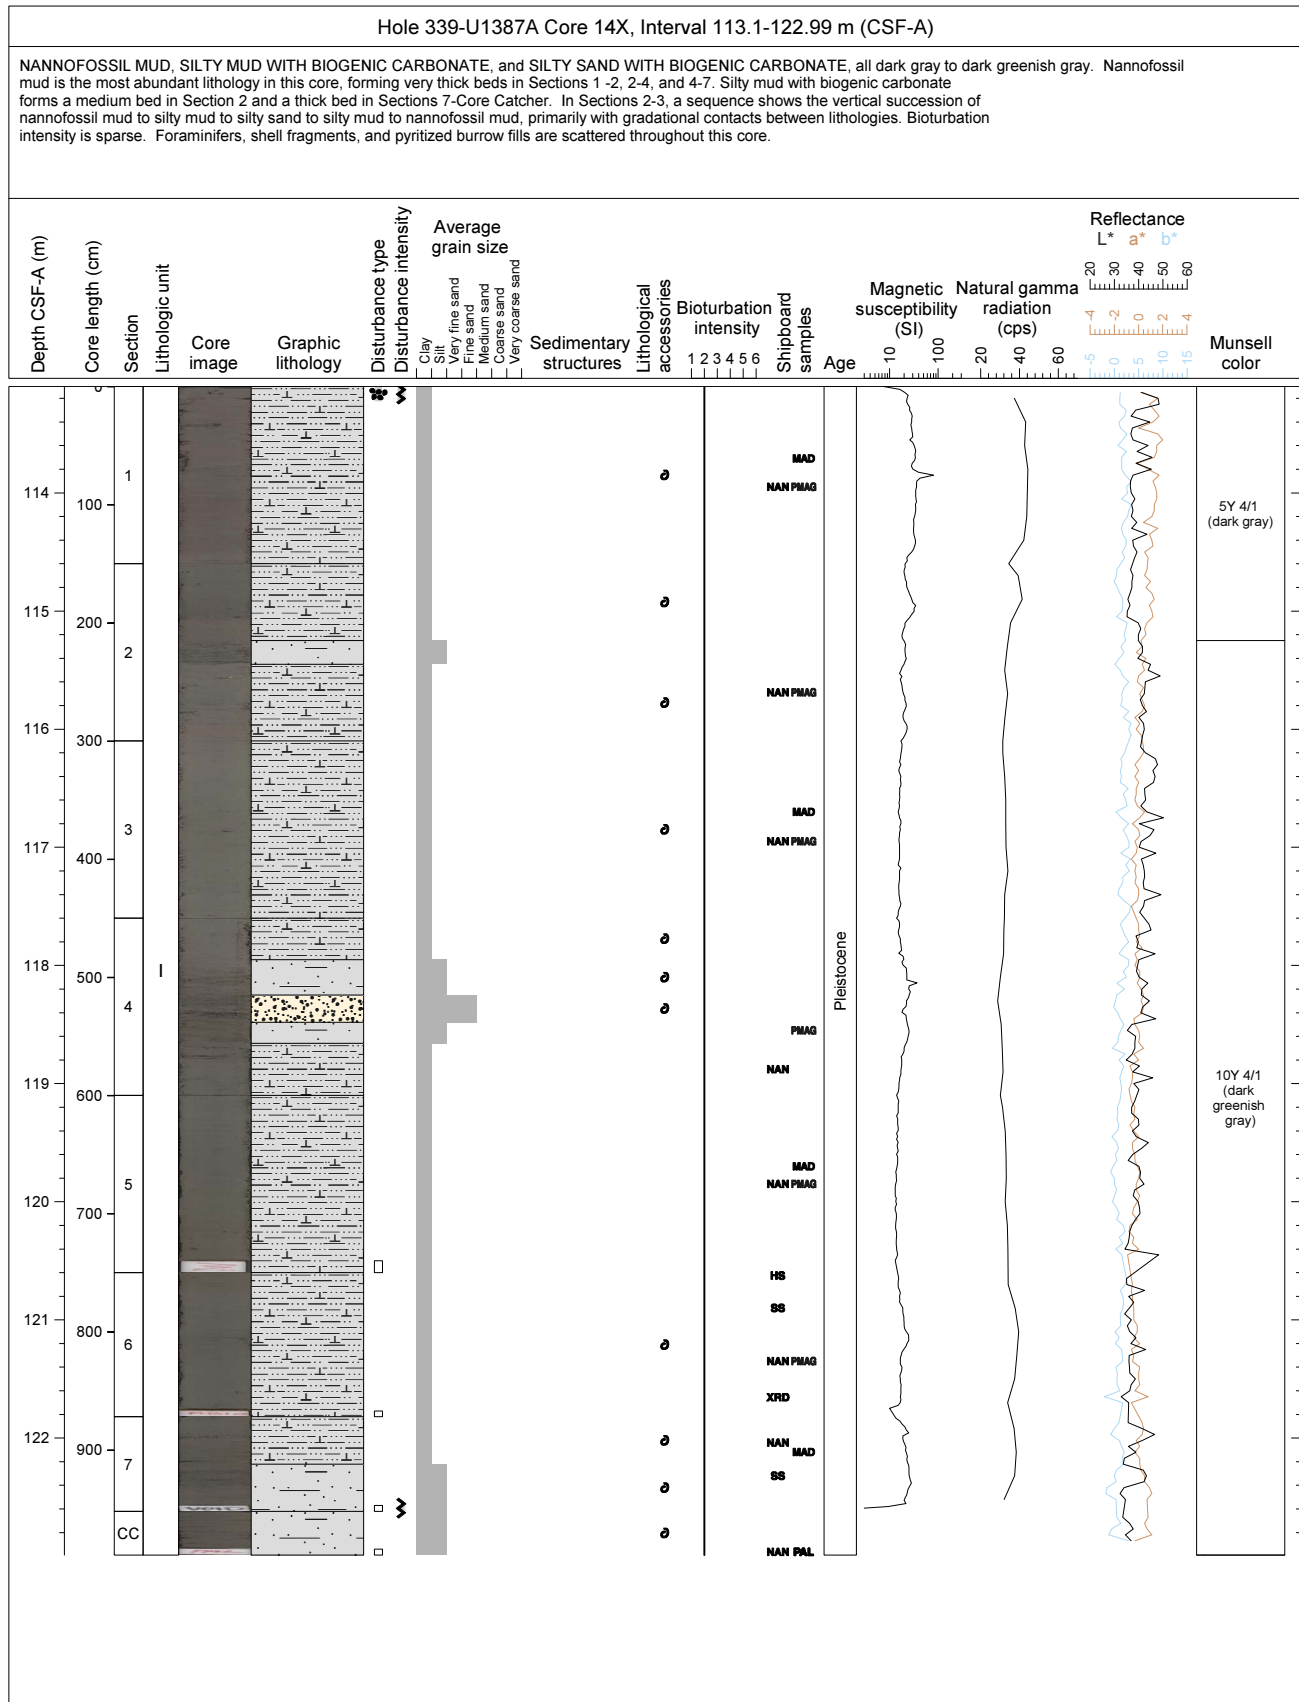 Hole 339-U1387A Core 14X, Interval 113.1-122.99 m (CSF-A)
NANNOFOSSIL MUD, SILTY MUD WITH BIOGENIC CARBONATE, and SILTY SAND WITH BIOGENIC CARBONATE, all dark gray to dark greenish gray. Nannofossil
mud is the most abundant lithology in this core, forming very thick beds in Sections 1 -2, 2-4, and 4-7. Silty mud with biogenic carbonate
forms a medium bed in Section 2 and a thick bed in Sections 7-Core Catcher. In Sections 2-3, a sequence shows the vertical succession of
nannofossil mud to silty mud to silty sand to silty mud to nannofossil mud, primarily with gradational contacts between lithologies. Bioturbation
intensity is sparse. Foraminifers, shell fragments, and pyritized burrow fills are scattered throughout this core.
Depth CSF-A (m)
Core length (cm)
Section
Lithologic unit
Core
image
Graphic
lithology
Disturbance type
Disturbance intensity
Average
grain size
Clay
Silt
Very fine sand
Fine sand
Medium sand
Coarse sand
Very coarse sand
Sedimentary
structures
Lithological
accessories
Bioturbation
intensity
1 2 3 4 5 6
Shipboard
samples
Age
Magnetic
susceptibility
(SI)
10 100
Natural gamma
radiation
(cps)
20 40 60
Reflectance
L* a* b*
20 30 40 50 60
-4 -2 0 2 4
-5 0 5 10 15
Munsell
color
0
MAD
1
114
NAN PMAG
100
5Y 4/1
(dark gray)
115
200
2
NAN PMAG
116
300
MAD
3
117
NAN PMAG
400
Pleistocene
118
I
500
4
PMAG
NAN
119
10Y 4/1
(dark
greenish
gray)
600
MAD
5
NAN PMAG
120
700
HS
SS
121
800
6
NAN PMAG
XRD
122
NAN
MAD
900
7
SS
VOID
CC
NAN PAL